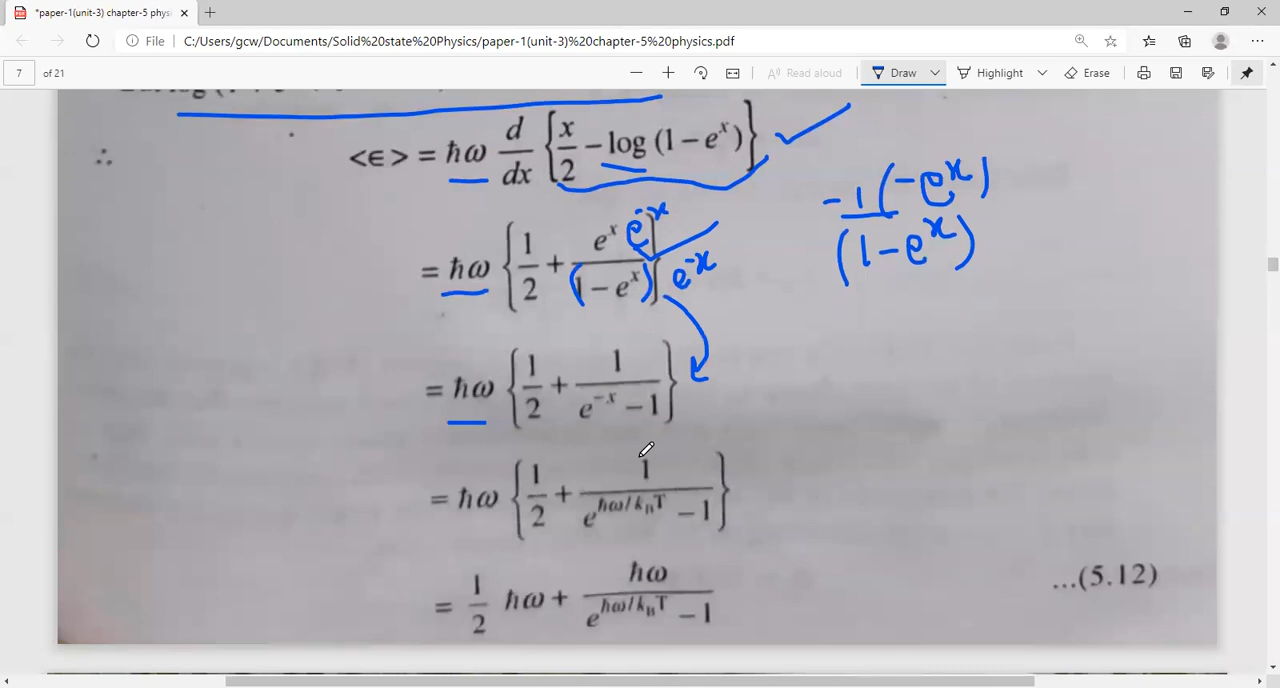 *paper-1(unit-3) chapter-5 phys
File C:/Users/gcw/Documents/Solid%20state%20Physics/paper-1(unit-3)%20chapter-5%20physics.pdf
7 of 21
Read aloud Draw Highlight Erase
∴ <∈> = ħω d/dx {x/2 − log (1 − e^x)}
−1(−e^x)/(1−e^x)
= ħω {1/2 + e^x e^−x/(1 − e^x) e^−x}
= ħω {1/2 + 1/(e^−x − 1)}
= ħω {1/2 + 1/(e^ħω/k_BT − 1)}
= 1/2 ħω + ħω/(e^ħω/k_BT − 1) ...(5.12)